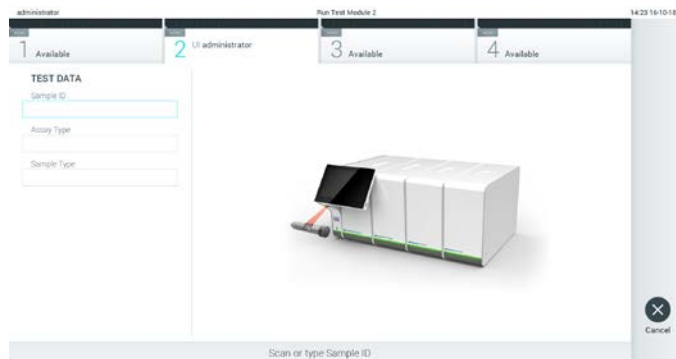 administrator
Run Test Module 2
14:23 16-10-18
1 Available
2 UI administrator
3 Available
4 Available
TEST DATA
Sample ID
Assay Type
Sample Type
Cancel
Scan or type Sample ID